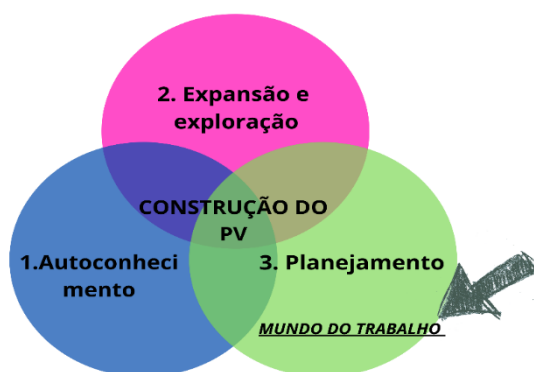 2. Expansão e
exploração
CONSTRUÇÃO DO
PV
1.Autoconheci
mento
3. Planejamento
MUNDO DO TRABALHO